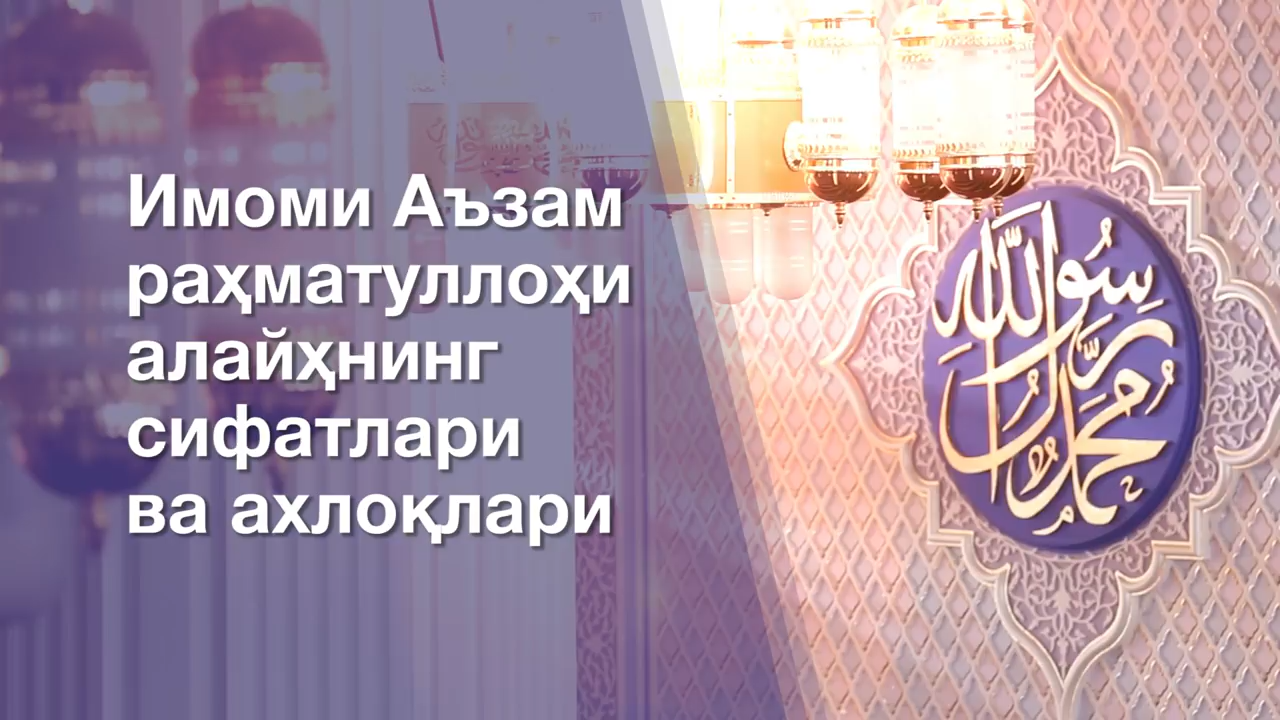 Имоми Аъзам
раҳматуллоҳи
алайҳнинг
сифатлари
ва ахлоқлари
محمد رسول الله